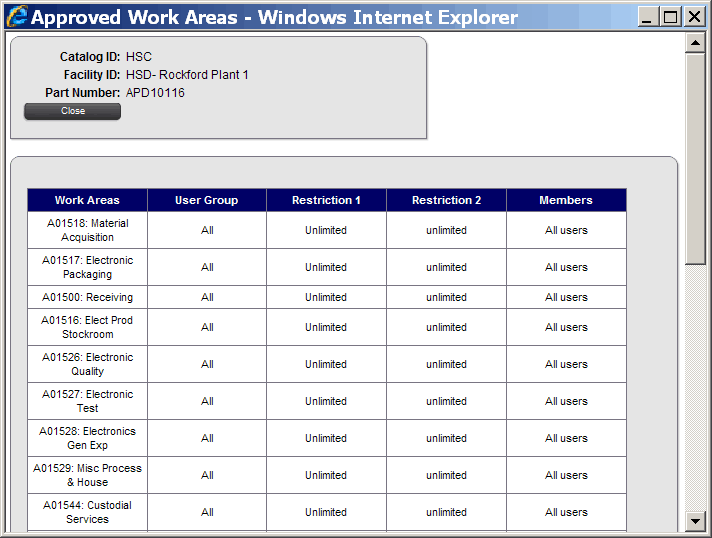 Approved Work Areas - Windows Internet Explorer
Catalog ID: HSC
Facility ID: HSD- Rockford Plant 1
Part Number: APD10116
Close
Work Areas User Group Restriction 1 Restriction 2 Members
A01518: Material
Acquisition
All Unlimited unlimited All users
A01517: Electronic
Packaging
All Unlimited unlimited All users
A01500: Receiving All Unlimited unlimited All users
A01516: Elect Prod
Stockroom
All Unlimited unlimited All users
A01526: Electronic
Quality
All Unlimited unlimited All users
A01527: Electronic
Test
All Unlimited unlimited All users
A01528: Electronics
Gen Exp
All Unlimited unlimited All users
A01529: Misc Process
& House
All Unlimited unlimited All users
A01544: Custodial
Services
All Unlimited unlimited All users